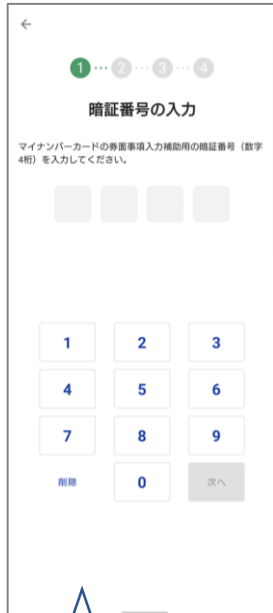 ←
1 ··· 2 ··· 3 ··· 4
暗証番号の入力
マイナンバーカードの券面事項入力補助用の暗証番号（数字
4桁）を入力してください。
1 2 3
4 5 6
7 8 9
削除 0 次へ